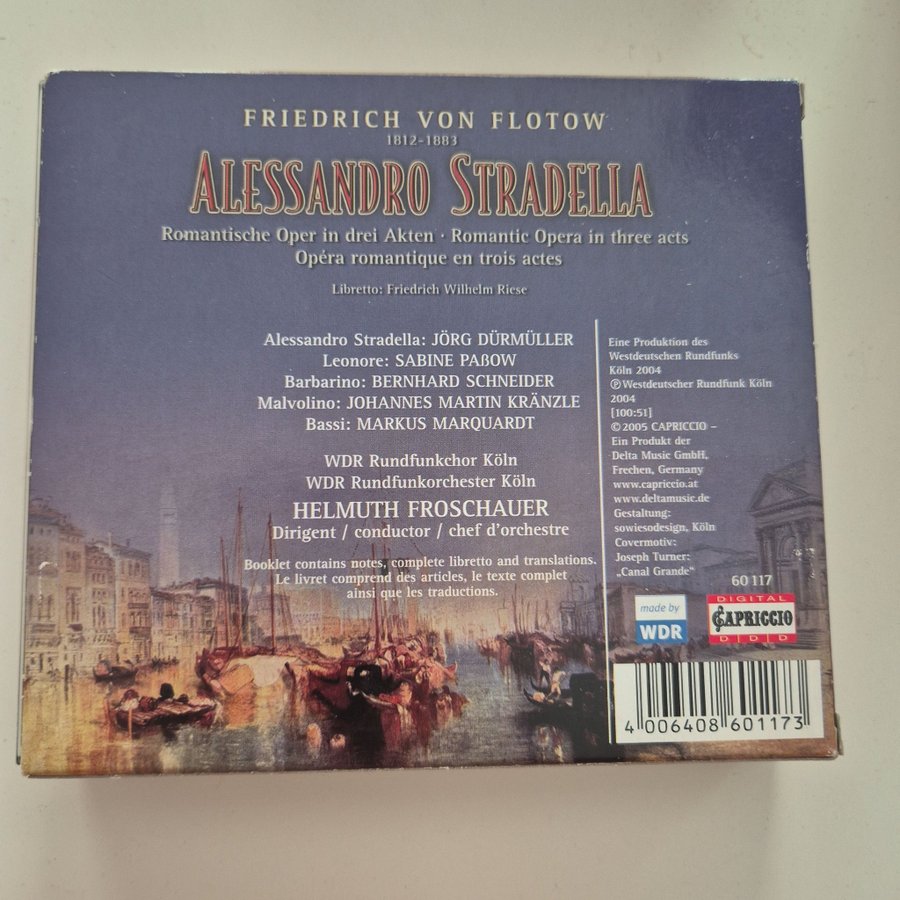 FRIEDRICH VON FLOTOW
1812-1883
ALESSANDRO STRADELLA
Romantische Oper in drei Akten · Romantic Opera in three acts
Opéra romantique en trois actes
Libretto: Friedrich Wilhelm Riese
Alessandro Stradella: JÖRG DÜRMÜLLER
Leonore: SABINE PAßOW
Barbarino: BERNHARD SCHNEIDER
Malvolino: JOHANNES MARTIN KRÄNZLE
Bassi: MARKUS MARQUARDT
WDR Rundfunkchor Köln
WDR Rundfunkorchester Köln
HELMUTH FROSCHAUER
Dirigent / conductor / chef d'orchestre
Booklet contains notes, complete libretto and translations.
Le livret comprend des articles, le texte complet
ainsi que les traductions.
Eine Produktion des
Westdeutschen Rundfunks
Köln 2004
℗ Westdeutscher Rundfunk Köln
2004
[100:51]
© 2005 CAPRICCIO –
Ein Produkt der
Delta Music GmbH,
Frechen, Germany
www.capriccio.at
www.deltamusic.de
Gestaltung:
sowiesodesign, Köln
Covermotiv:
Joseph Turner:
„Canal Grande“
60 117
made by
WDR
DIGITAL
CAPRICCIO
D D D
4 006408 601173